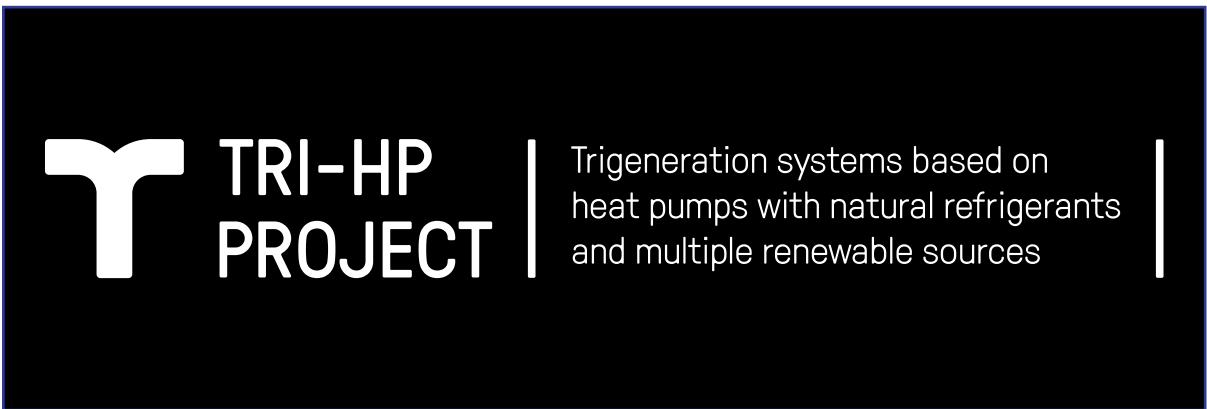 TRI-HP
PROJECT
Trigeneration systems based on
heat pumps with natural refrigerants
and multiple renewable sources